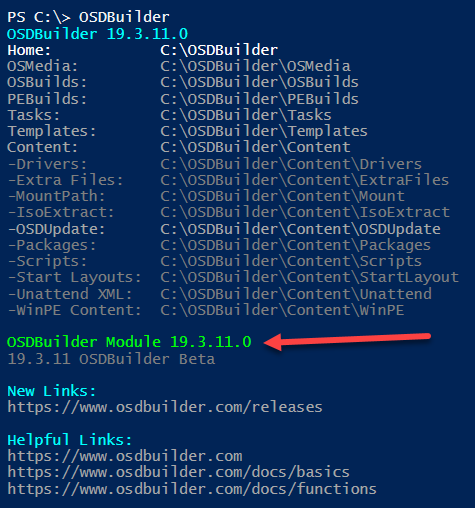 PS C:\> OSDBuilder
OSDBuilder 19.3.11.0
Home: C:\OSDBuilder
OSMedia: C:\OSDBuilder\OSMedia
OSBuilds: C:\OSDBuilder\OSBuilds
PEBuilds: C:\OSDBuilder\PEBuilds
Tasks: C:\OSDBuilder\Tasks
Templates: C:\OSDBuilder\Templates
Content: C:\OSDBuilder\Content
-Drivers: C:\OSDBuilder\Content\Drivers
-Extra Files: C:\OSDBuilder\Content\ExtraFiles
-MountPath: C:\OSDBuilder\Content\Mount
-IsoExtract: C:\OSDBuilder\Content\IsoExtract
-OSDUpdate: C:\OSDBuilder\Content\OSDUpdate
-Packages: C:\OSDBuilder\Content\Packages
-Scripts: C:\OSDBuilder\Content\Scripts
-Start Layouts: C:\OSDBuilder\Content\StartLayout
-Unattend XML: C:\OSDBuilder\Content\Unattend
-WinPE Content: C:\OSDBuilder\Content\WinPE
OSDBuilder Module 19.3.11.0
19.3.11 OSDBuilder Beta
New Links:
https://www.osdbuilder.com/releases
Helpful Links:
https://www.osdbuilder.com
https://www.osdbuilder.com/docs/basics
https://www.osdbuilder.com/docs/functions